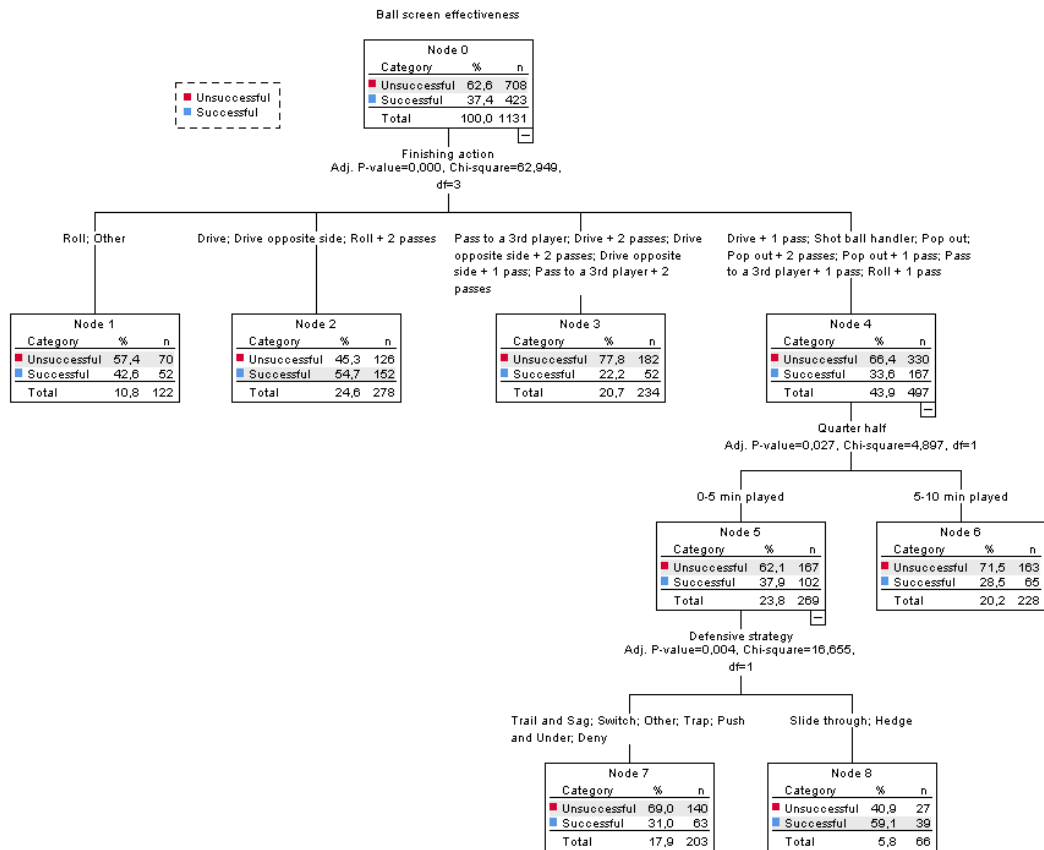 Ball screen effectiveness
Node 0
Category % n
Unsuccessful 62,6 708
Successful 37,4 423
Total 100,0 1131
Unsuccessful
Successful
Finishing action
Adj. P-value=0,000, Chi-square=62,949,
df=3
Roll; Other
Drive; Drive opposite side; Roll + 2 passes
Pass to a 3rd player; Drive + 2 passes; Drive
opposite side + 2 passes; Drive opposite
side + 1 pass; Pass to a 3rd player + 2
passes
Drive + 1 pass; Shot ball handler; Pop out;
Pop out + 2 passes; Pop out + 1 pass; Pass
to a 3rd player + 1 pass; Roll + 1 pass
Node 1
Category % n
Unsuccessful 57,4 70
Successful 42,6 52
Total 10,8 122
Node 2
Category % n
Unsuccessful 45,3 126
Successful 54,7 152
Total 24,6 278
Node 3
Category % n
Unsuccessful 77,8 182
Successful 22,2 52
Total 20,7 234
Node 4
Category % n
Unsuccessful 66,4 330
Successful 33,6 167
Total 43,9 497
Quarter half
Adj. P-value=0,027, Chi-square=4,897, df=1
0-5 min played
5-10 min played
Node 5
Category % n
Unsuccessful 62,1 167
Successful 37,9 102
Total 23,8 269
Node 6
Category % n
Unsuccessful 71,5 163
Successful 28,5 65
Total 20,2 228
Defensive strategy
Adj. P-value=0,004, Chi-square=16,655,
df=1
Trail and Sag; Switch; Other; Trap; Push
and Under; Deny
Slide through; Hedge
Node 7
Category % n
Unsuccessful 69,0 140
Successful 31,0 63
Total 17,9 203
Node 8
Category % n
Unsuccessful 40,9 27
Successful 59,1 39
Total 5,8 66